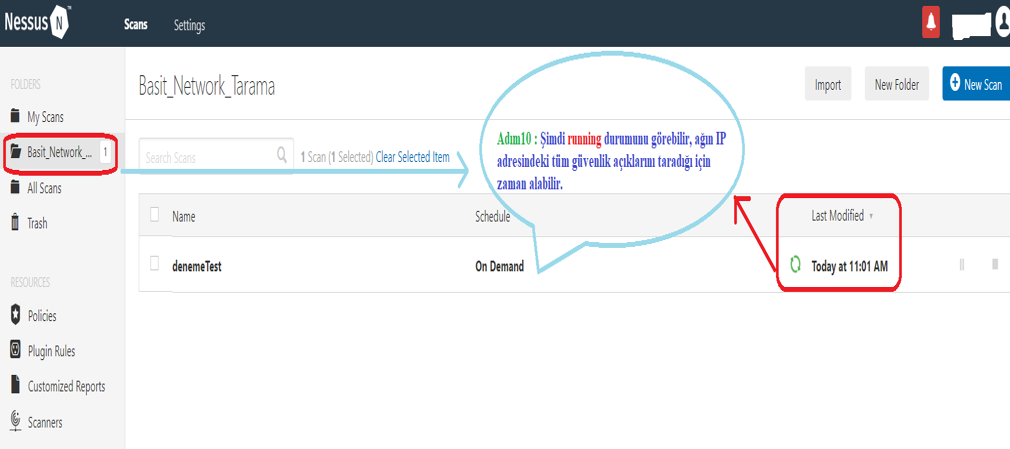 Nessus N
Scans
Settings
FOLDERS
My Scans
Basit_Network_...
1
All Scans
Trash
RESOURCES
Policies
Plugin Rules
Customized Reports
Scanners
Basit_Network_Tarama
Import
New Folder
New Scan
Search Scans
1 Scan (1 Selected) Clear Selected Item
Adım10 : Şimdi running durumunu görebilir, ağın IP
adresindeki tüm güvenlik açıklarını taradığı için
zaman alabilir.
Name
Schedule
Last Modified
denemeTest
On Demand
Today at 11:01 AM